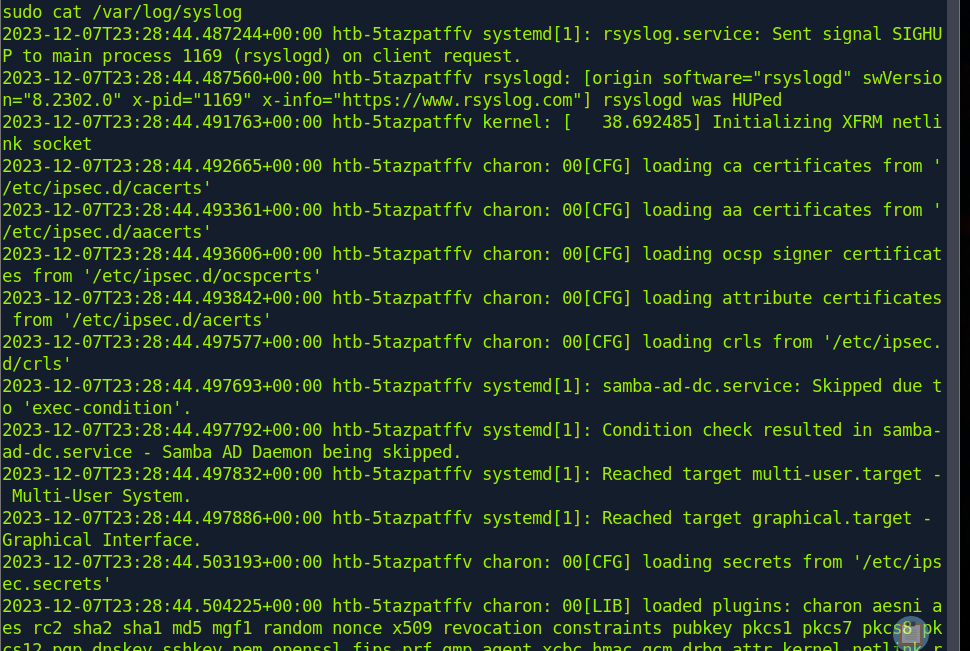 sudo cat /var/log/syslog
2023-12-07T23:28:44.487244+00:00 htb-5tazpatffv systemd[1]: rsyslog.service: Sent signal SIGHU
P to main process 1169 (rsyslogd) on client request.
2023-12-07T23:28:44.487560+00:00 htb-5tazpatffv rsyslogd: [origin software="rsyslogd" swVersio
n="8.2302.0" x-pid="1169" x-info="https://www.rsyslog.com"] rsyslogd was HUPed
2023-12-07T23:28:44.491763+00:00 htb-5tazpatffv kernel: [   38.692485] Initializing XFRM netli
nk socket
2023-12-07T23:28:44.492665+00:00 htb-5tazpatffv charon: 00[CFG] loading ca certificates from '
/etc/ipsec.d/cacerts'
2023-12-07T23:28:44.493361+00:00 htb-5tazpatffv charon: 00[CFG] loading aa certificates from '
/etc/ipsec.d/aacerts'
2023-12-07T23:28:44.493606+00:00 htb-5tazpatffv charon: 00[CFG] loading ocsp signer certificat
es from '/etc/ipsec.d/ocspcerts'
2023-12-07T23:28:44.493842+00:00 htb-5tazpatffv charon: 00[CFG] loading attribute certificates
 from '/etc/ipsec.d/acerts'
2023-12-07T23:28:44.497577+00:00 htb-5tazpatffv charon: 00[CFG] loading crls from '/etc/ipsec.
d/crls'
2023-12-07T23:28:44.497693+00:00 htb-5tazpatffv systemd[1]: samba-ad-dc.service: Skipped due t
o 'exec-condition'.
2023-12-07T23:28:44.497792+00:00 htb-5tazpatffv systemd[1]: Condition check resulted in samba-
ad-dc.service - Samba AD Daemon being skipped.
2023-12-07T23:28:44.497832+00:00 htb-5tazpatffv systemd[1]: Reached target multi-user.target -
 Multi-User System.
2023-12-07T23:28:44.497886+00:00 htb-5tazpatffv systemd[1]: Reached target graphical.target -
Graphical Interface.
2023-12-07T23:28:44.503193+00:00 htb-5tazpatffv charon: 00[CFG] loading secrets from '/etc/ips
ec.secrets'
2023-12-07T23:28:44.504225+00:00 htb-5tazpatffv charon: 00[LIB] loaded plugins: charon aesni a
es rc2 sha2 sha1 md5 mgf1 random nonce x509 revocation constraints pubkey pkcs1 pkcs7 pkcs8 pk
cs12 pgp dnskey sshkey pem openssl fips-prf gmp agent xcbc hmac gcm drbg attr kernel-netlink r